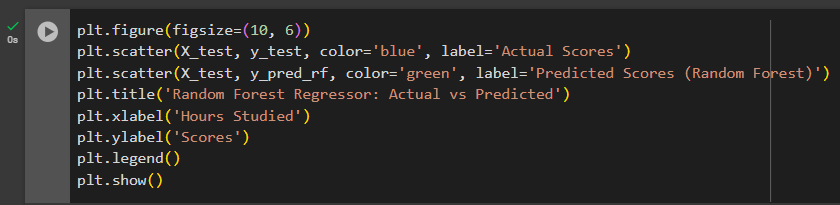 plt.figure(figsize=(10, 6))
plt.scatter(X_test, y_test, color='blue', label='Actual Scores')
plt.scatter(X_test, y_pred_rf, color='green', label='Predicted Scores (Random Forest)')
plt.title('Random Forest Regressor: Actual vs Predicted')
plt.xlabel('Hours Studied')
plt.ylabel('Scores')
plt.legend()
plt.show()
0s